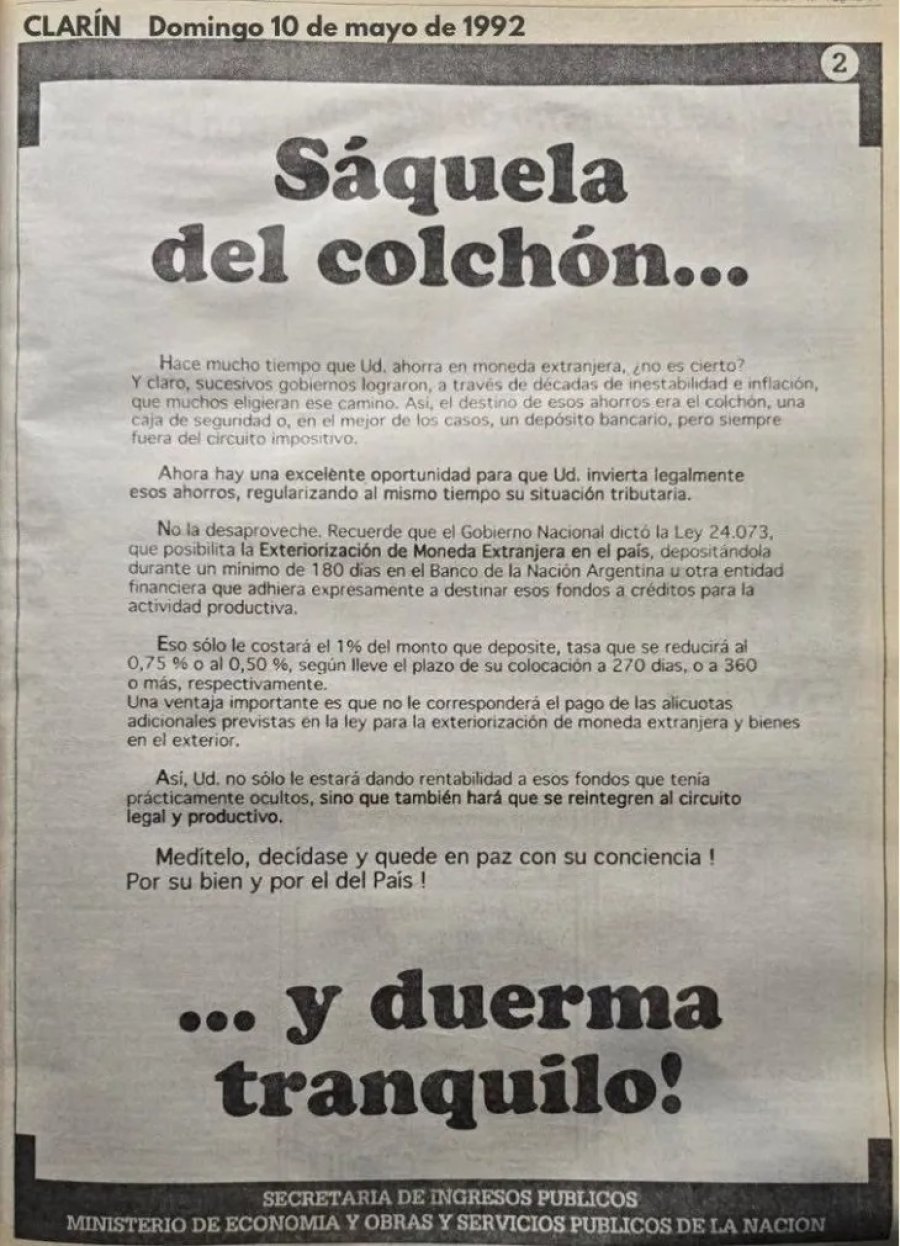 CLARÍN Domingo 10 de mayo de 1992
2
Sáquela
del colchón...
Hace mucho tiempo que Ud. ahorra en moneda extranjera, ¿no es cierto?
Y claro, sucesivos gobiernos lograron, a través de décadas de inestabilidad e inflación,
que muchos eligieran ese camino. Asi, el destino de esos ahorros era el colchón, una
caja de seguridad o, en el mejor de los casos, un depósito bancario, pero siempre
fuera del circuito impositivo.
Ahora hay una excelente oportunidad para que Ud. invierta legalmente
esos ahorros, regularizando al mismo tiempo su situación tributaria.
No la desaproveche. Recuerde que el Gobierno Nacional dictó la Ley 24.073,
que posibilita la Exteriorización de Moneda Extranjera en el país, depositándola
durante un mínimo de 180 días en el Banco de la Nación Argentina u otra entidad
financiera que adhiera expresamente a destinar esos fondos a créditos para la
actividad productiva.
Eso sólo le costará el 1% del monto que deposite, tasa que se reducirá al
0,75 % o al 0,50 %, según lleve el plazo de su colocación a 270 dias, o a 360
o más, respectivamente.
Una ventaja importante es que no le corresponderá el pago de las alicuotas
adicionales previstas en la ley para la exteriorización de moneda extranjera y bienes
en el exterior.
Así, Ud. no sólo le estará dando rentabilidad a esos fondos que tenía
prácticamente ocultos, sino que también hará que se reintegren al circuito
legal y productivo.
Medítelo, decídase y quede en paz con su conciencia !
Por su bien y por el del País !
... y duerma
tranquilo!
SECRETARIA DE INGRESOS PUBLICOS
MINISTERIO DE ECONOMIA Y OBRAS Y SERVICIOS PUBLICOS DE LA NACION